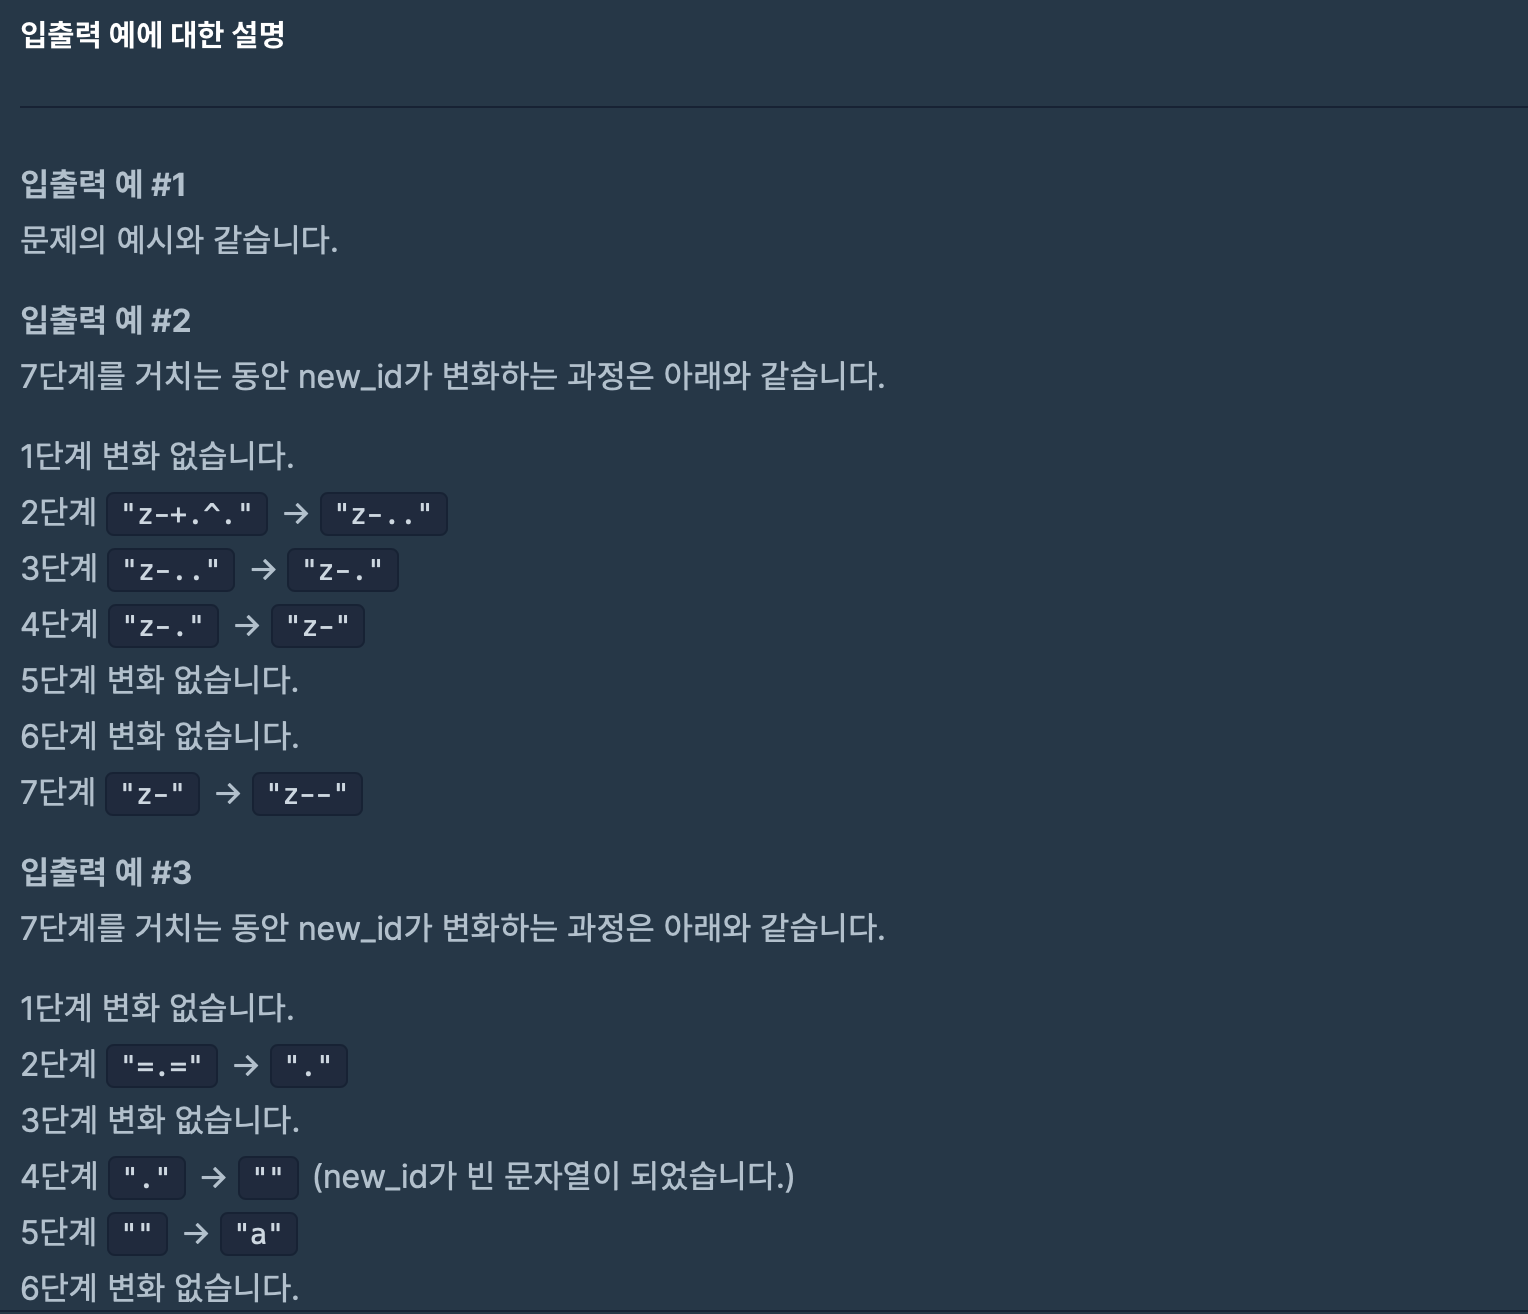 입출력 예에 대한 설명
입출력 예 #1
문제의 예시와 같습니다.
입출력 예 #2
7단계를 거치는 동안 new_id가 변화하는 과정은 아래와 같습니다.
1단계 변화 없습니다.
2단계 "z-+.^." → "z-.."
3단계 "z-.." → "z-."
4단계 "z-." → "z-"
5단계 변화 없습니다.
6단계 변화 없습니다.
7단계 "z-" → "z--"
입출력 예 #3
7단계를 거치는 동안 new_id가 변화하는 과정은 아래와 같습니다.
1단계 변화 없습니다.
2단계 "=.=" → "."
3단계 변화 없습니다.
4단계 "." → "" (new_id가 빈 문자열이 되었습니다.)
5단계 "" → "a"
6단계 변화 없습니다.